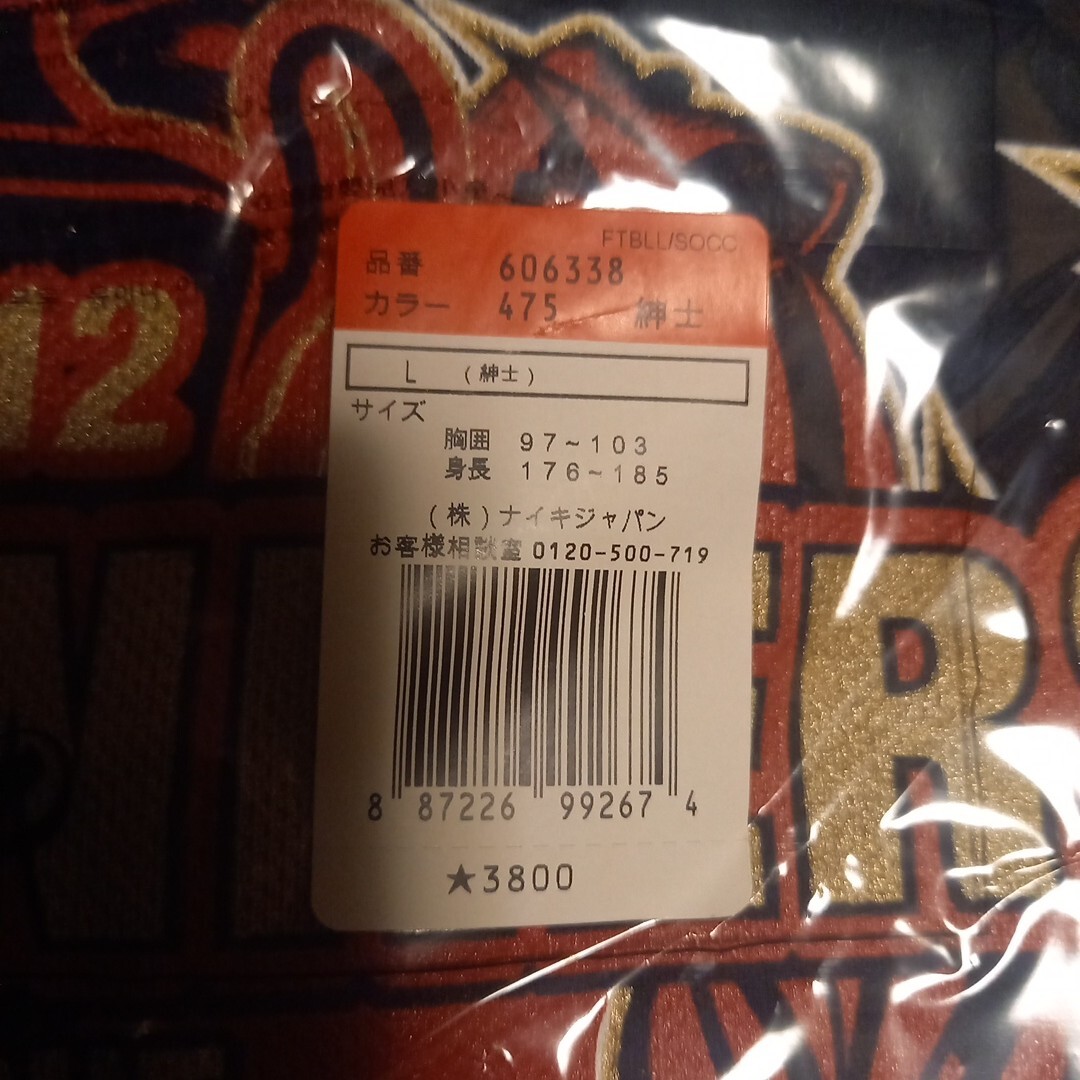 FTBLL/SOCC
品番 606338
カラー 475 紳士
L (紳士)
サイズ
胸囲 97~103
身長 176~185
(株)ナイキジャパン
お客様相談室 0120-500-719
8 87226 99267 4
★3800
12
ER